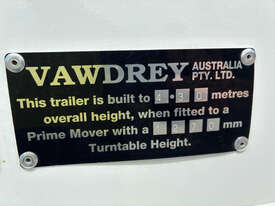 VAWDREY AUSTRALIA PTY. LTD.
This trailer is built to 4.30 metres
overall height, when fitted to a
Prime Mover with a 1270 mm
Turntable Height.